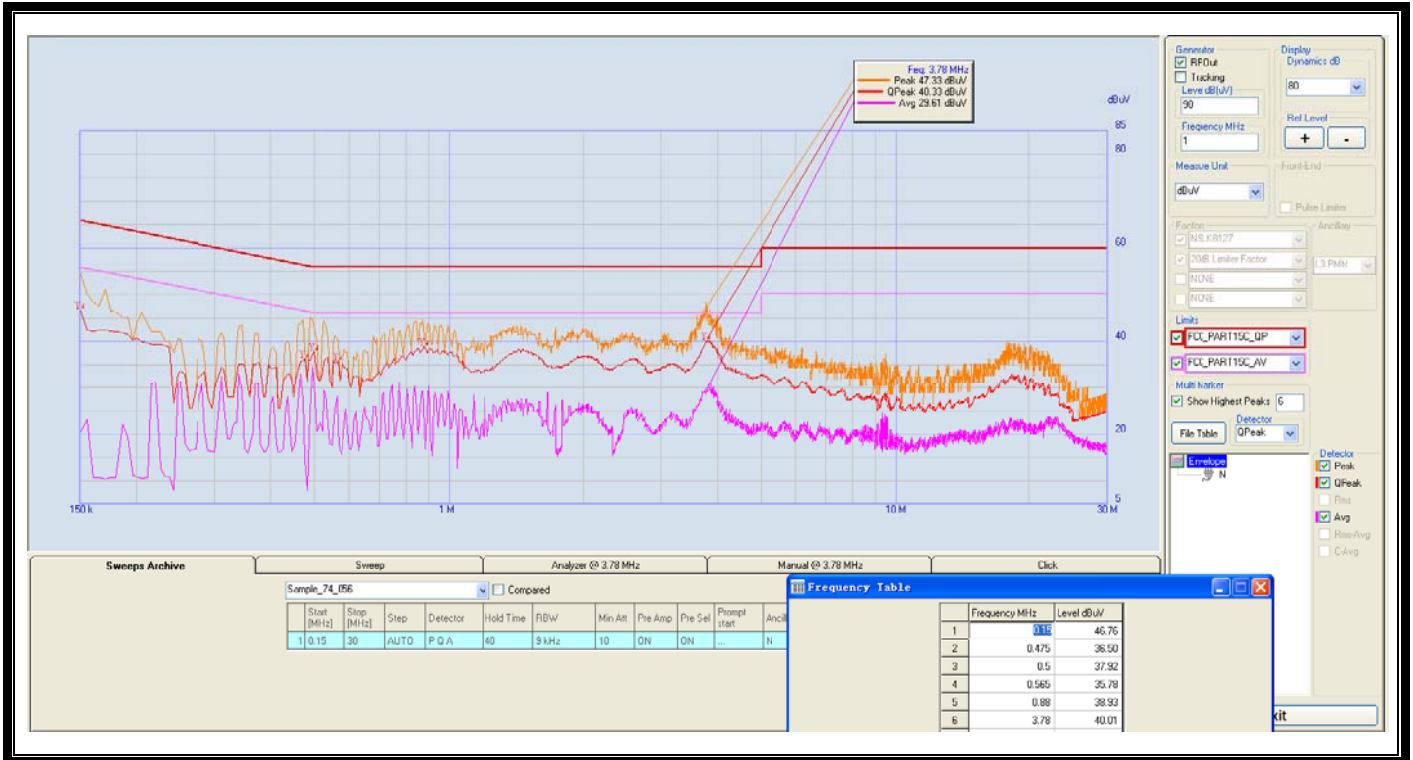 Feq: 3.78 MHz
Peak 47.33 dBuV
QPeak 40.33 dBuV
Avg 29.61 dBuV
dBuV
85
80
60
40
20
5
150 k
1 M
10 M
30 M
Generator
RFOut
Tracking
Level dB(uV)
90
Frequency MHz
1
Display
Dynamics dB
80
Ref Level
+
-
Measure Unit
dBuV
Front-End
Pulse Limiter
Factor
NSLK8127
20dB Limiter Factor
NONE
NONE
Ancillary
L3 PMM
Limits
FCC_PART15C_QP
FCC_PART15C_AV
Multi Marker
Show Highest Peaks 6
File Table
Detector
QPeak
Envelope
N
Detector
Peak
QPeak
Rms
Avg
Rms-Avg
C-Avg
Sweeps Archive
Sweep
Analyzer @ 3.78 MHz
Manual @ 3.78 MHz
Click
Sample_74_056
Compared
Start [MHz] Stop [MHz] Step Detector Hold Time RBW Min Att Pre Amp Pre Sel Prompt start Ancill
1 0.15 30 AUTO P Q A 40 9 kHz 10 ON ON ... N
Frequency Table
Frequency MHz Level dBuV
1 0.15 46.76
2 0.475 36.50
3 0.5 37.92
4 0.565 35.78
5 0.88 38.93
6 3.78 40.01
xit